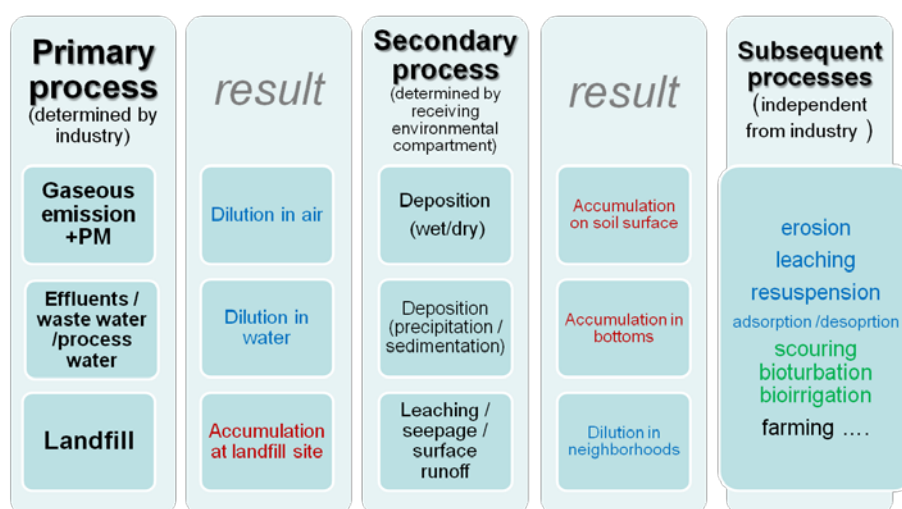 Primary
process
(determined by
industry)
Gaseous
emission
+PM
Effluents /
waste water
/process
water
Landfill
result
Dilution in air
Dilution in
water
Accumulation
at landfill site
Secondary
process
(determined by
receiving
environmental
compartment)
Deposition
(wet/dry)
Deposition
(precipitation /
sedimentation)
Leaching /
seepage /
surface
runoff
result
Accumulation
on soil surface
Accumulation in
bottoms
Dilution in
neighborhoods
Subsequent
processes
(independent
from industry )
erosion
leaching
resuspension
adsorption /desoprtion
scouring
bioturbation
bioirrigation
farming ....